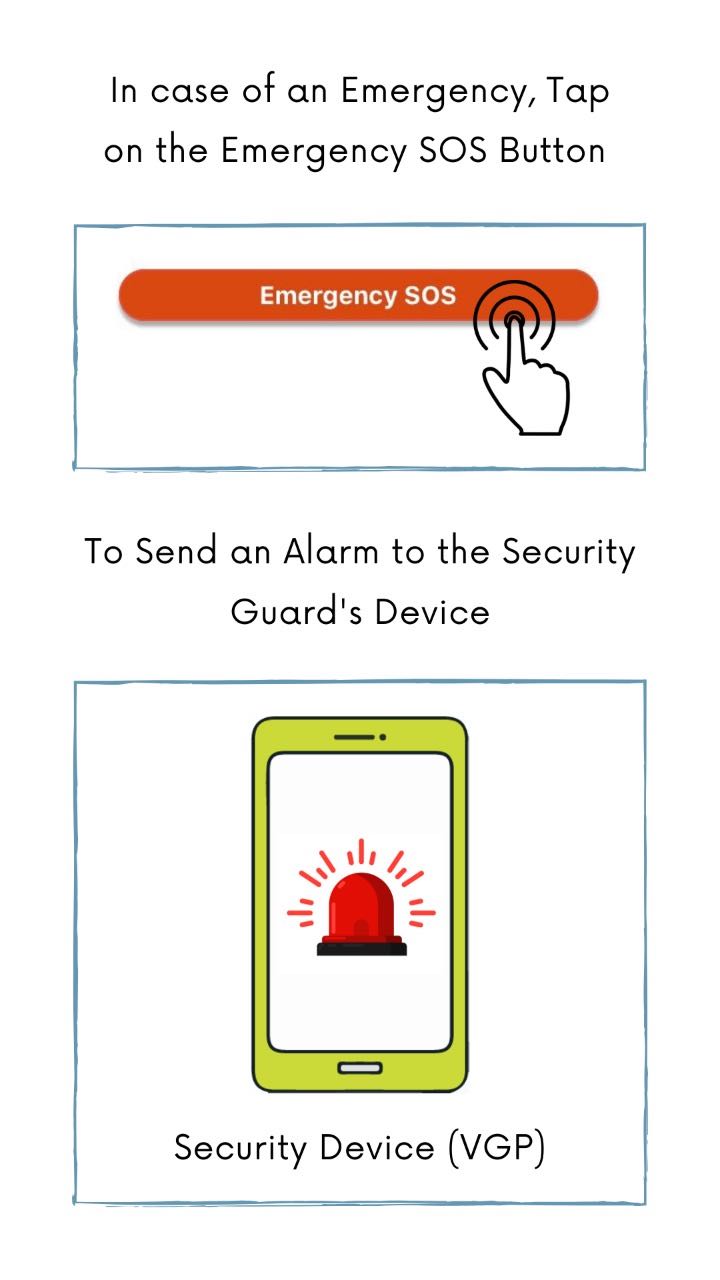 In case of an Emergency, Tap
on the Emergency SOS Button
Emergency SOS
To Send an Alarm to the Security
Guard's Device
Security Device (VGP)